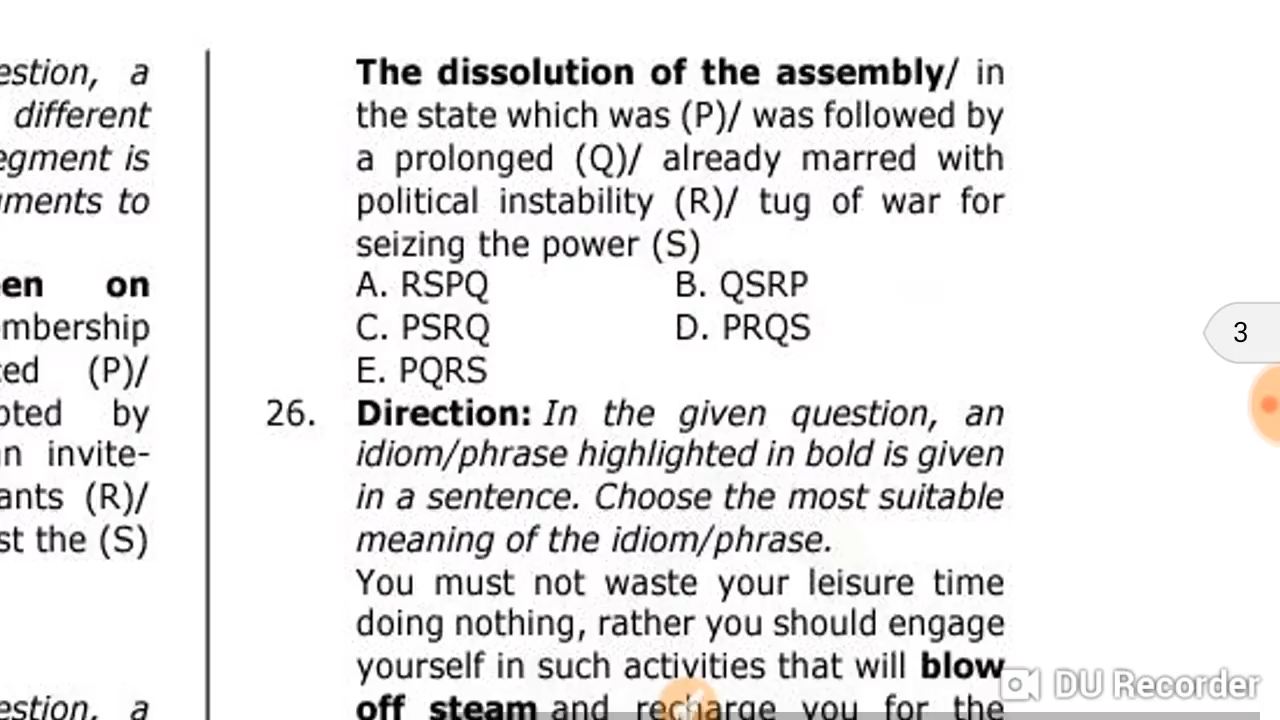 estion, a
different
egment is
ments to
een on
mbership
ed (P)/
pted by
n invite-
ants (R)/
st the (S)
estion, a
The dissolution of the assembly/ in
the state which was (P)/ was followed by
a prolonged (Q)/ already marred with
political instability (R)/ tug of war for
seizing the power (S)
A. RSPQ B. QSRP
C. PSRQ D. PRQS
E. PQRS
26. Direction: In the given question, an
idiom/phrase highlighted in bold is given
in a sentence. Choose the most suitable
meaning of the idiom/phrase.
You must not waste your leisure time
doing nothing, rather you should engage
yourself in such activities that will blow
off steam and recharge you for the
3
DU Recorder